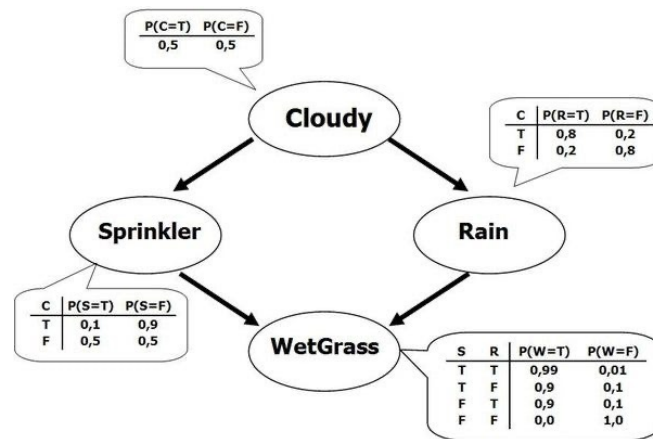 P(C=T) P(C=F)
0,5 0,5
Cloudy
C P(R=T) P(R=F)
T 0,8 0,2
F 0,2 0,8
Sprinkler
Rain
C P(S=T) P(S=F)
T 0,1 0,9
F 0,5 0,5
WetGrass
S R P(W=T) P(W=F)
T T 0,99 0,01
T F 0,9 0,1
F T 0,9 0,1
F F 0,0 1,0